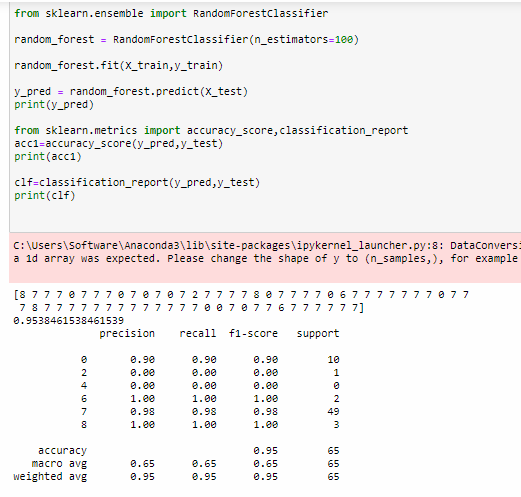 from sklearn.ensemble import RandomForestClassifier
random_forest = RandomForestClassifier(n_estimators=100)
random_forest.fit(X_train,y_train)
y_pred = random_forest.predict(X_test)
print(y_pred)
from sklearn.metrics import accuracy_score,classification_report
acc1=accuracy_score(y_pred,y_test)
print(acc1)
clf=classification_report(y_pred,y_test)
print(clf)
C:\Users\Software\Anaconda3\lib\site-packages\ipykernel_launcher.py:8: DataConversi
a 1d array was expected. Please change the shape of y to (n_samples,), for example
[8 7 7 7 0 7 7 7 0 7 0 7 0 7 2 7 7 7 7 8 0 7 7 7 7 0 6 7 7 7 7 7 7 7 0 7 7
7 8 7 7 7 7 7 7 7 7 7 7 7 7 7 0 0 7 0 7 7 6 7 7 7 7 7 7]
0.9538461538461539
precision recall f1-score support
0 0.90 0.90 0.90 10
2 0.00 0.00 0.00 1
4 0.00 0.00 0.00 0
6 1.00 1.00 1.00 2
7 0.98 0.98 0.98 49
8 1.00 1.00 1.00 3
accuracy 0.95 65
macro avg 0.65 0.65 0.65 65
weighted avg 0.95 0.95 0.95 65